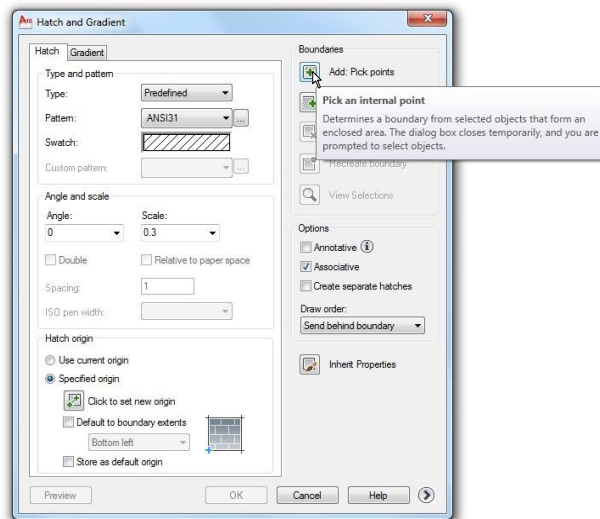 Hatch and Gradient
Hatch
Gradient
Type and pattern
Type:
Predefined
Pattern:
ANSI31
...
Swatch:
Custom pattern:
...
Angle and scale
Angle:
Scale:
0
0.3
Double
Relative to paper space
Spacing:
1
ISO pen width:
Hatch origin
Use current origin
Specified origin
Click to set new origin
Default to boundary extents
Bottom left
Store as default origin
Boundaries
Add: Pick points
Pick an internal point
Determines a boundary from selected objects that form an
enclosed area. The dialog box closes temporarily, and you are
prompted to select objects.
Recreate boundary
View Selections
Options
Annotative
Associative
Create separate hatches
Draw order:
Send behind boundary
Inherit Properties
Preview
OK
Cancel
Help